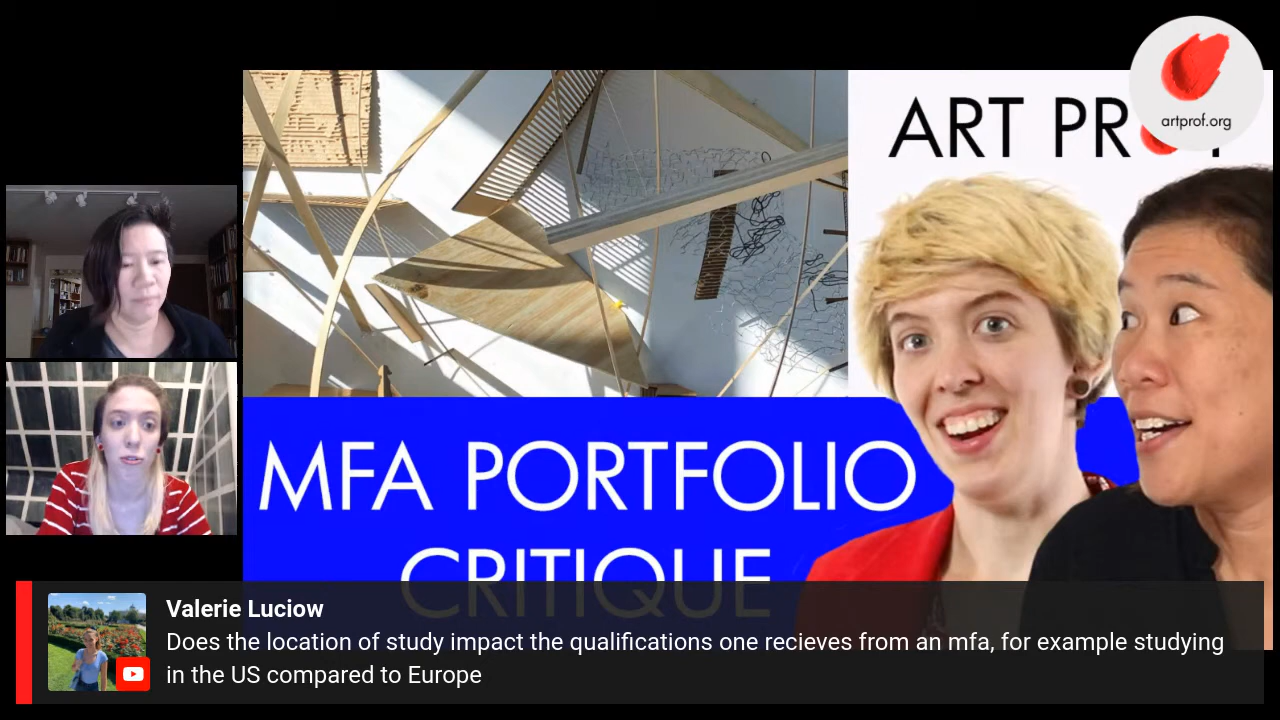 artprof.org
ART PR
MFA PORTFOLIO
CRITIQUE
Valerie Luciow
Does the location of study impact the qualifications one recieves from an mfa, for example studying
in the US compared to Europe